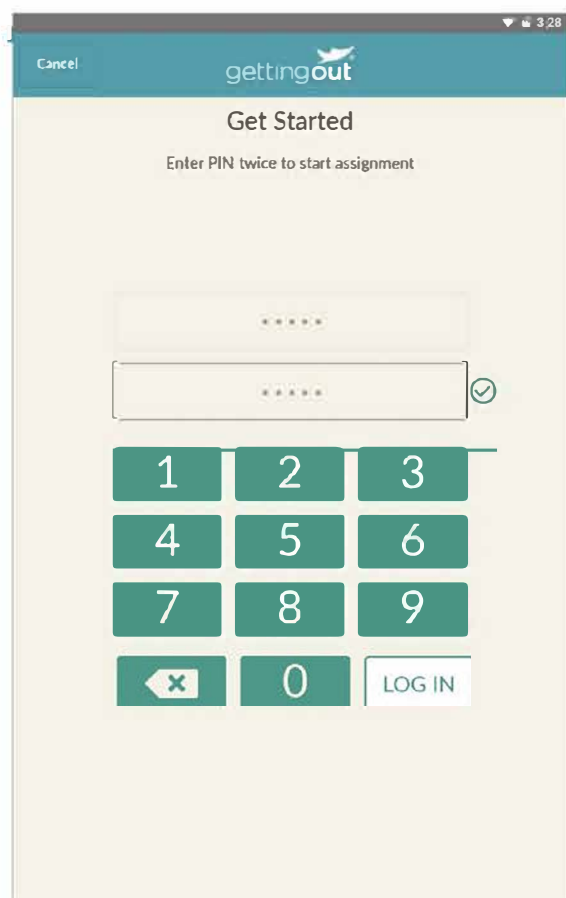 3:28
Cancel
gettingout
Get Started
Enter PIN twice to start assignment
1 2 3
4 5 6
7 8 9
0 LOG IN